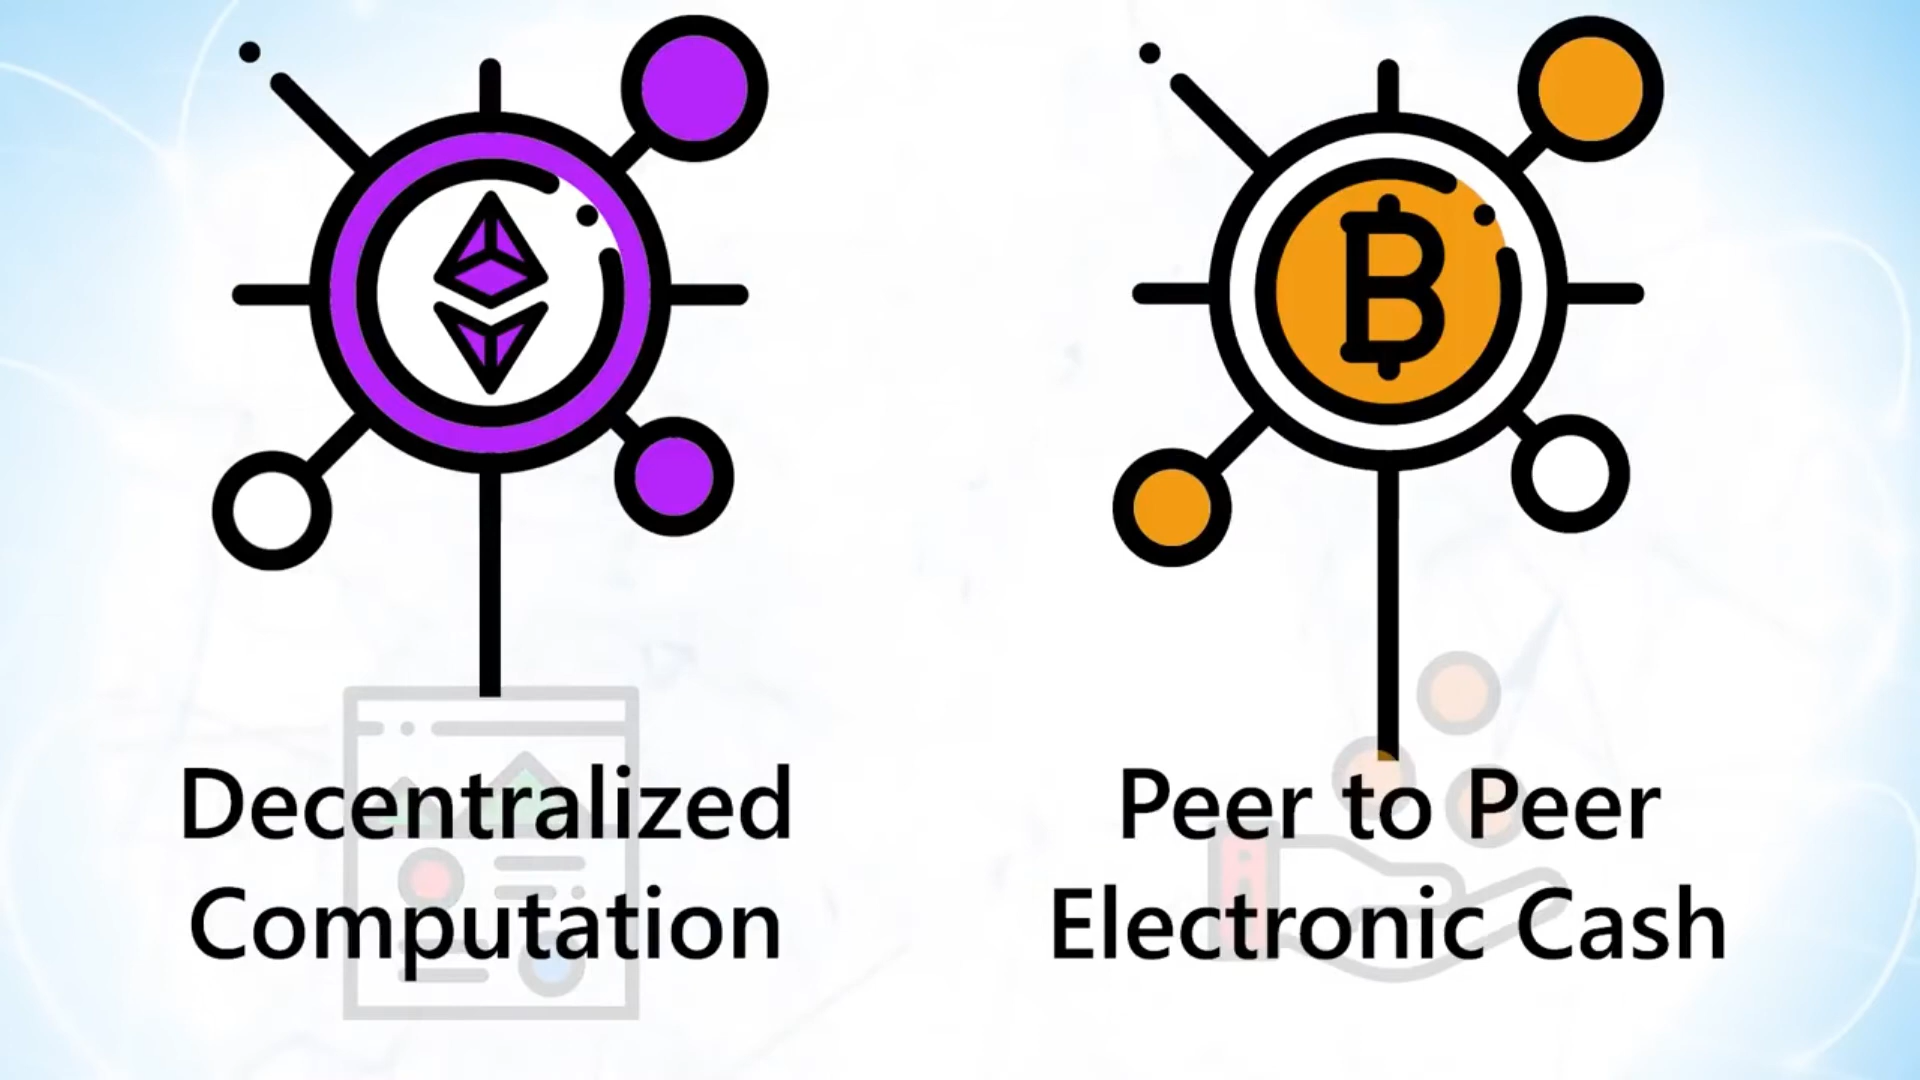 Decentralized
Computation
Peer to Peer
Electronic Cash